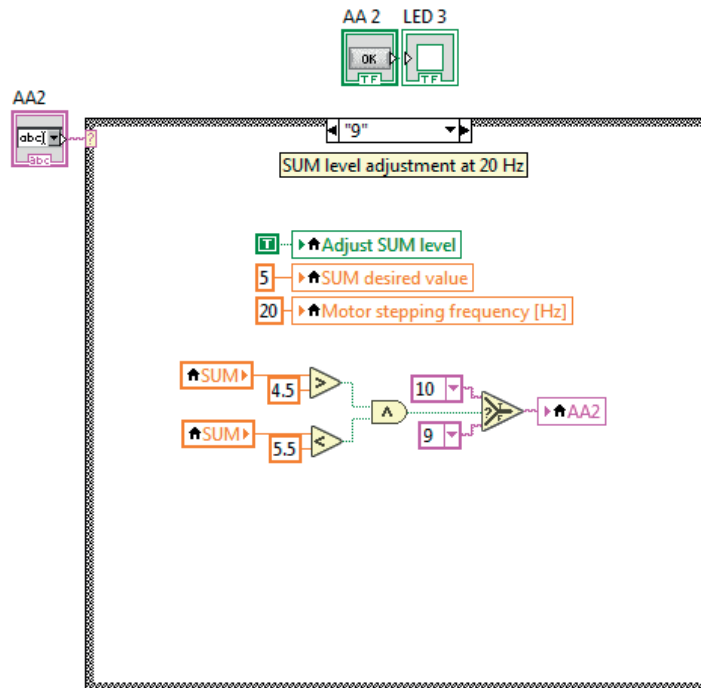 AA 2 LED 3
OK
TF TF
AA2
abc
abc
?
"9"
SUM level adjustment at 20 Hz
T Adjust SUM level
5 SUM desired value
20 Motor stepping frequency [Hz]
SUM
4.5
>
10
T
? F
AA2
SUM
5.5
<
9